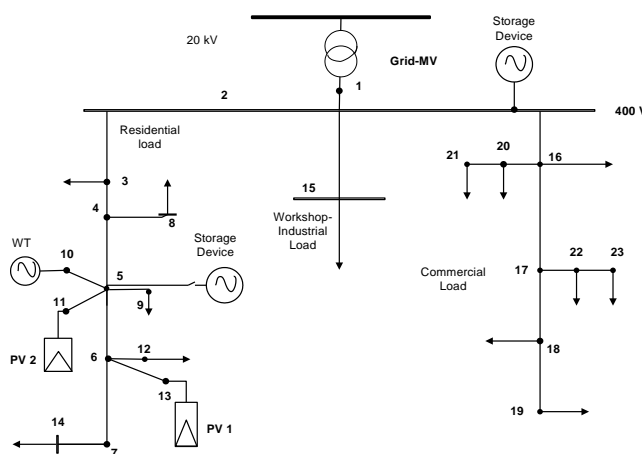 Storage
Device
20 kV
Grid-MV
1
2
400 V
Residential
load
21
20
16
3
15
4
8
Workshop-
Industrial
Load
WT
10
Storage
Device
5
Commercial
Load
17
22
23
11
9
PV 2
6
12
18
13
14
PV 1
19
7